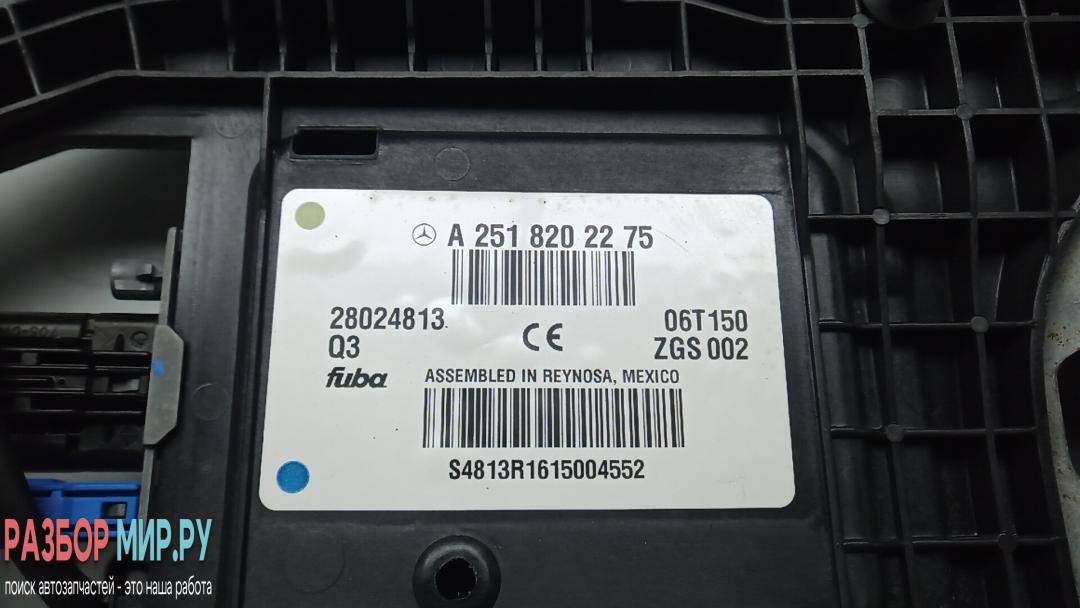 A 251 820 22 75
28024813 06T150
Q3 CE ZGS 002
fuba ASSEMBLED IN REYNOSA, MEXICO
S4813R1615004552
РАЗБОР МИР.РУ
поиск автозапчастей - это наша работа